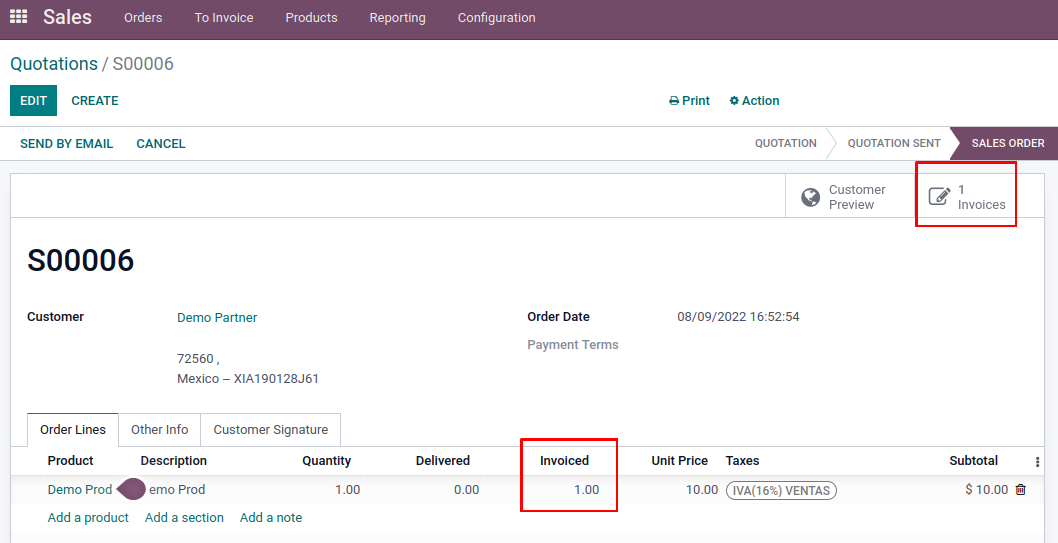 Sales Orders To Invoice Products Reporting Configuration
Quotations / S00006
EDIT CREATE Print Action
SEND BY EMAIL CANCEL QUOTATION QUOTATION SENT SALES ORDER
Customer Preview 1 Invoices
S00006
Customer Demo Partner Order Date 08/09/2022 16:52:54
Payment Terms
72560 ,
Mexico – XIA190128J61
Order Lines Other Info Customer Signature
Product Description Quantity Delivered Invoiced Unit Price Taxes Subtotal
Demo Prod emo Prod 1.00 0.00 1.00 10.00 IVA(16%) VENTAS $ 10.00
Add a product Add a section Add a note